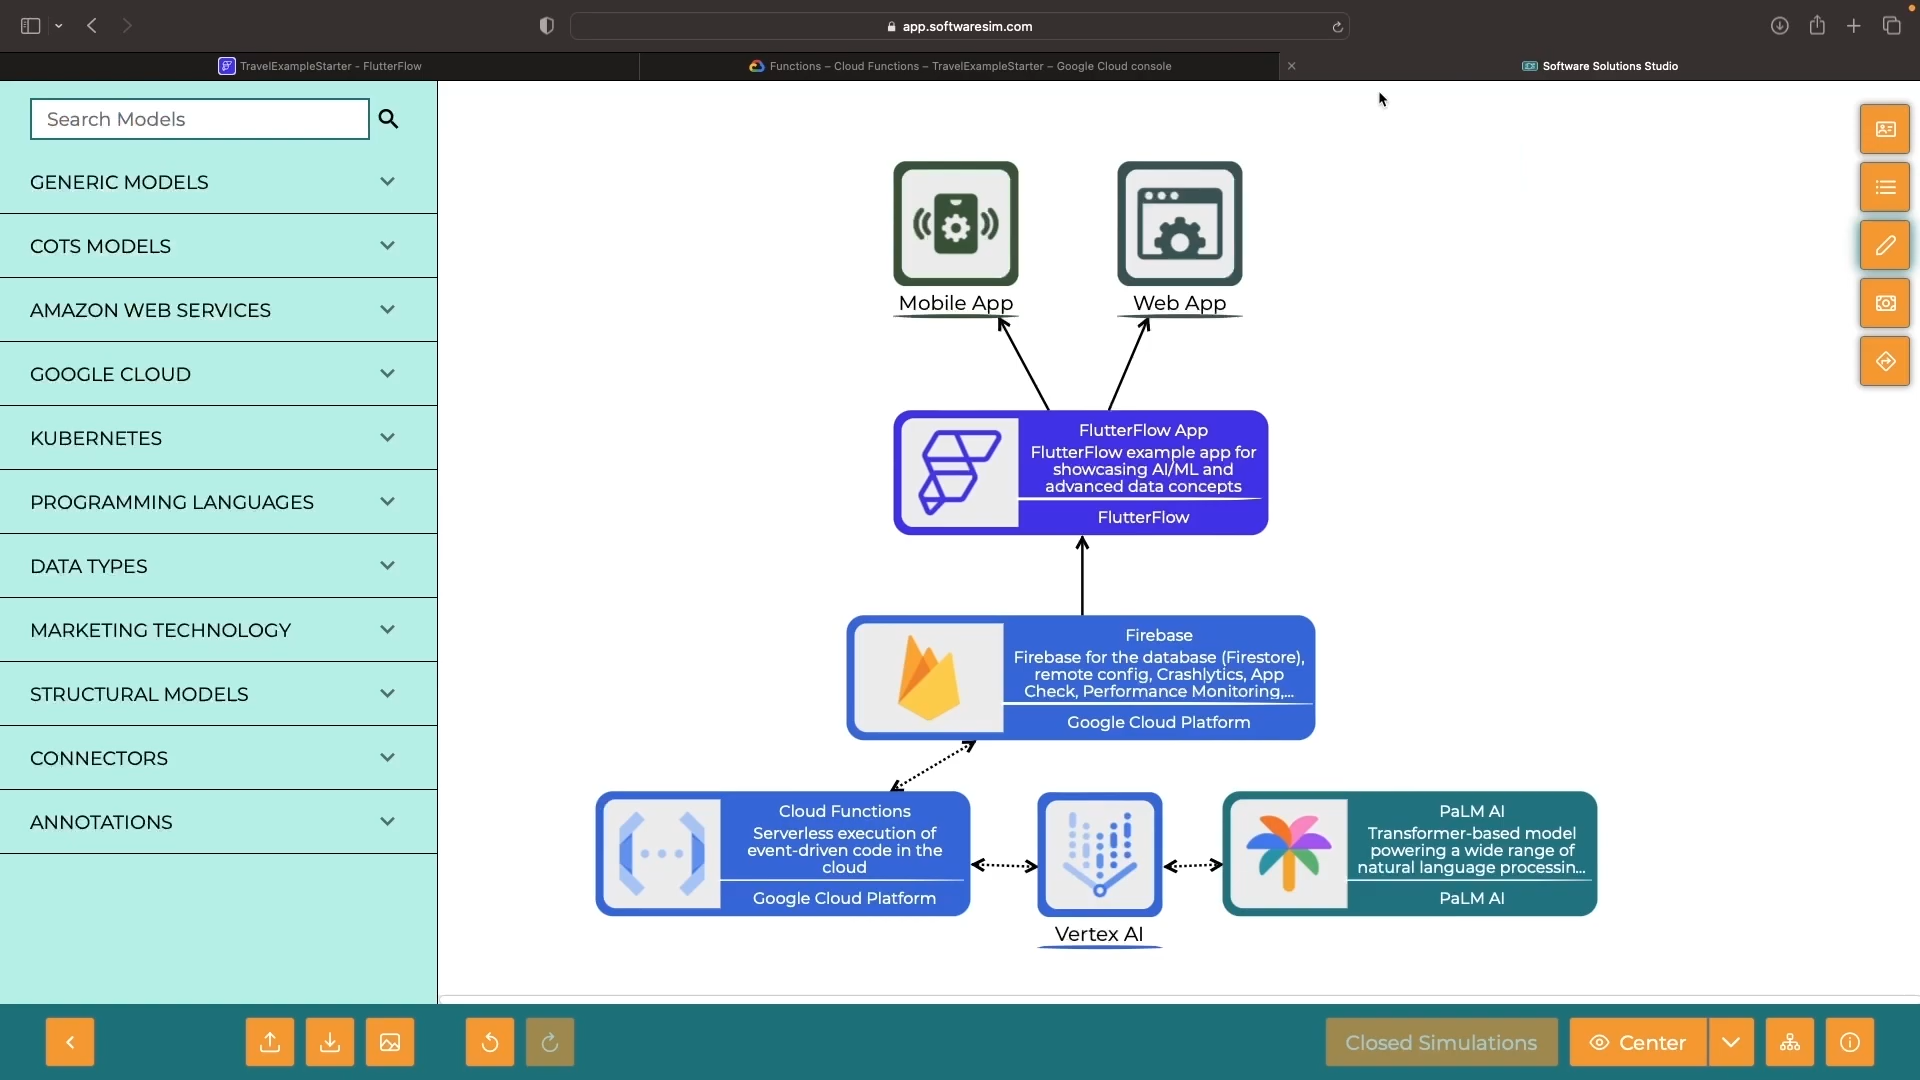 app.softwaresim.com
TravelExampleStarter - FlutterFlow
Functions – Cloud Functions – TravelExampleStarter – Google Cloud console
Software Solutions Studio
Search Models
GENERIC MODELS
COTS MODELS
AMAZON WEB SERVICES
GOOGLE CLOUD
KUBERNETES
PROGRAMMING LANGUAGES
DATA TYPES
MARKETING TECHNOLOGY
STRUCTURAL MODELS
CONNECTORS
ANNOTATIONS
Mobile App
Web App
FlutterFlow App
FlutterFlow example app for
showcasing AI/ML and
advanced data concepts
FlutterFlow
Firebase
Firebase for the database (Firestore),
remote config, Crashlytics, App
Check, Performance Monitoring,...
Google Cloud Platform
Cloud Functions
Serverless execution of
event-driven code in the
cloud
Google Cloud Platform
Vertex AI
PaLM AI
Transformer-based model
powering a wide range of
natural language processin...
PaLM AI
Closed Simulations
Center